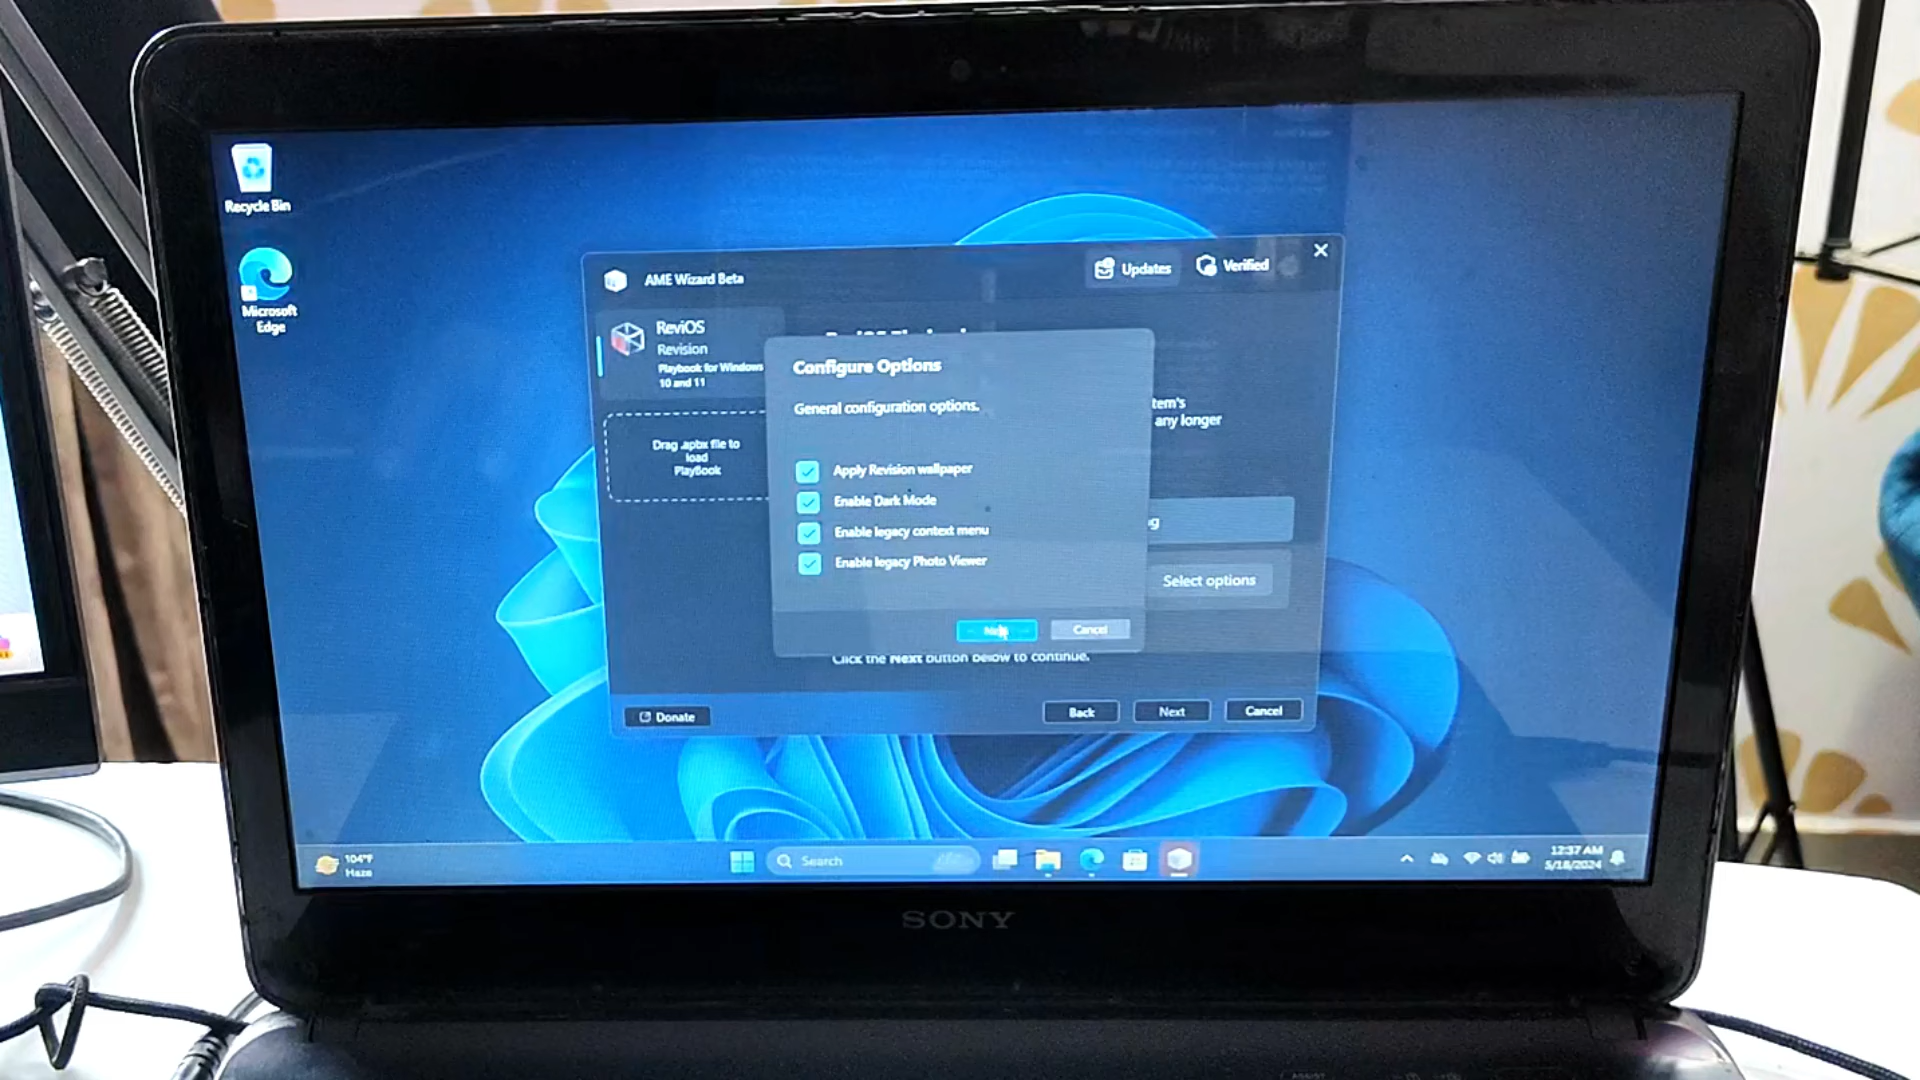 Recycle Bin
Microsoft
Edge
AME Wizard Beta
Updates
Verified
ReviOS
Revision
Playbook for Windows
10 and 11
Drag .apbx file to
load
PlayBook
Configure Options
General configuration options.
Apply Revision wallpaper
Enable Dark Mode
Enable legacy context menu
Enable legacy Photo Viewer
Next
Cancel
tem's
any longer
Select options
Click the Next button below to continue.
Donate
Back
Next
Cancel
104°F
Haze
Search
12:37 AM
5/18/2024
SONY